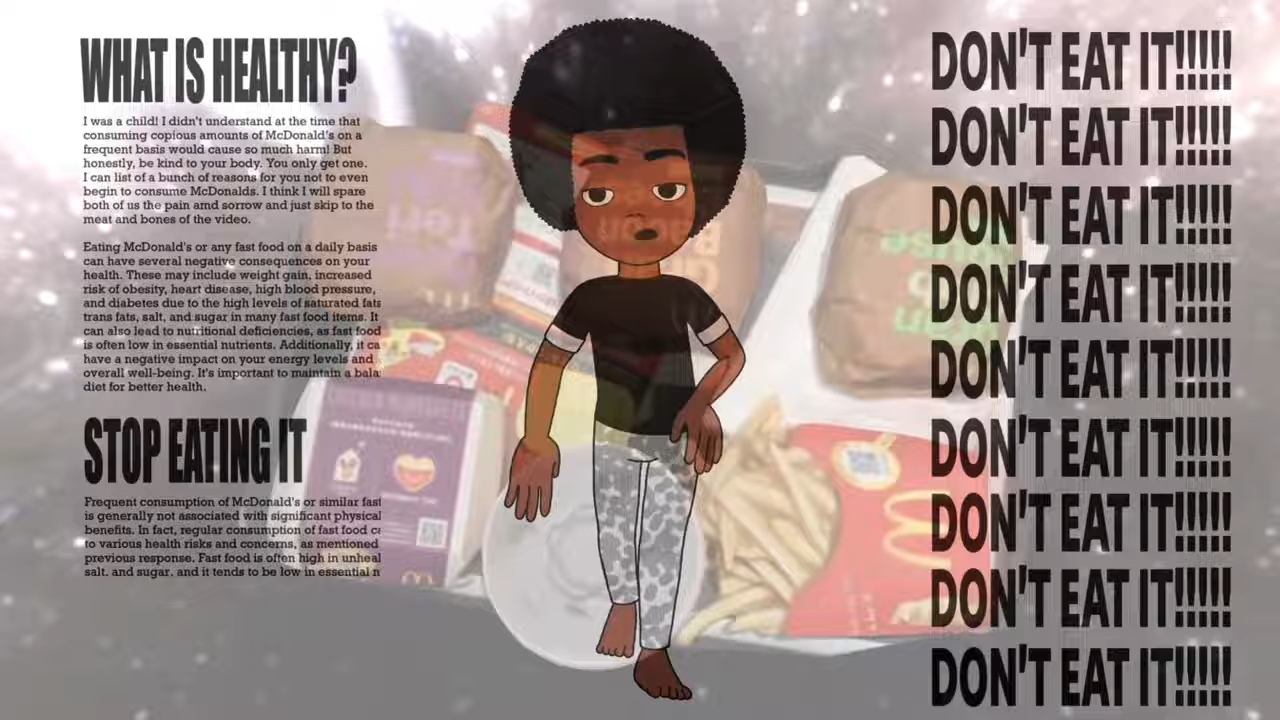 WHAT IS HEALTHY?
I was a child! I didn't understand at the time that
consuming copious amounts of McDonald's on a
frequent basis would cause so much harm! But
honestly, be kind to your body. You only get one.
I can list of a bunch of reasons for you not to even
begin to consume McDonalds. I think I will spare
both of us the pain amd sorrow and just skip to the
meat and bones of the video.
Eating McDonald's or any fast food on a daily basis
can have several negative consequences on your
health. These may include weight gain, increased
risk of obesity, heart disease, high blood pressure,
and diabetes due to the high levels of saturated fats
trans fats, salt, and sugar in many fast food items. It
can also lead to nutritional deficiencies, as fast food
is often low in essential nutrients. Additionally, it ca
have a negative impact on your energy levels and
overall well-being. It's important to maintain a bala
diet for better health.
STOP EATING IT
Frequent consumption of McDonald's or similar fast
is generally not associated with significant physical
benefits. In fact, regular consumption of fast food ca
to various health risks and concerns, as mentioned
previous response. Fast food is often high in unheal
salt, and sugar, and it tends to be low in essential n
DON'T EAT IT!!!!!
DON'T EAT IT!!!!!
DON'T EAT IT!!!!!
DON'T EAT IT!!!!!
DON'T EAT IT!!!!!
DON'T EAT IT!!!!!
DON'T EAT IT!!!!!
DON'T EAT IT!!!!!
DON'T EAT IT!!!!!